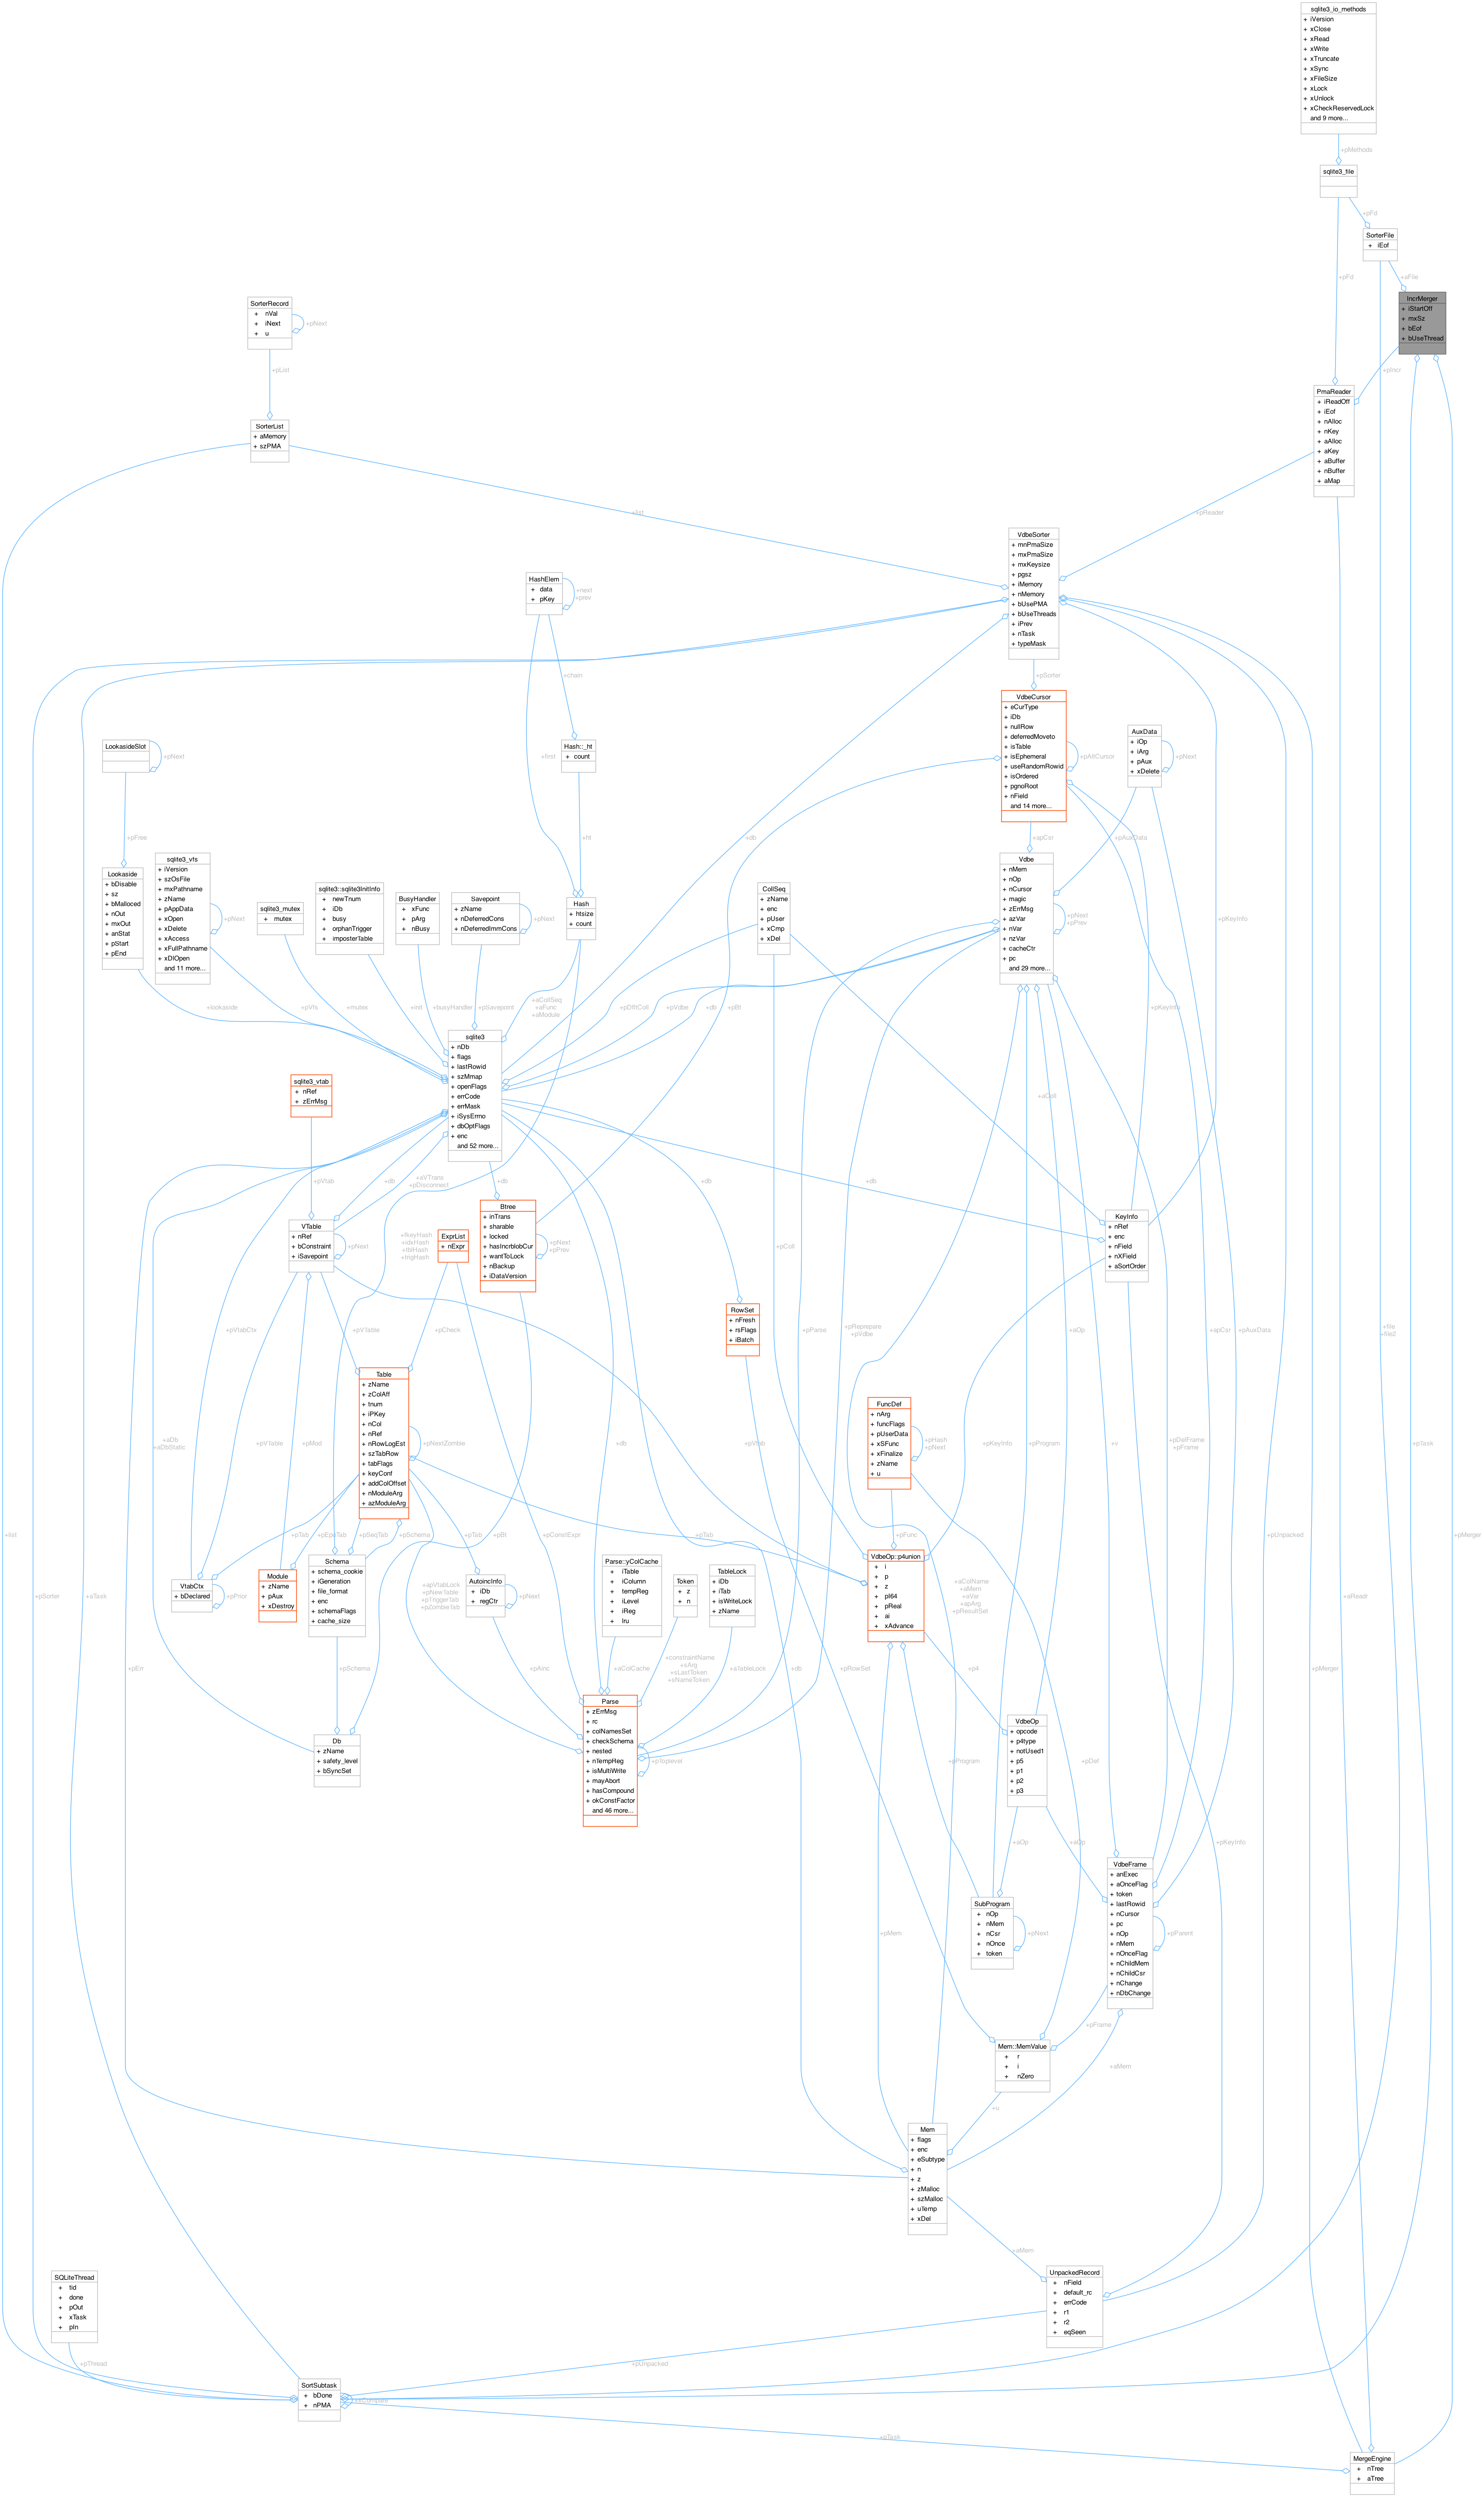 sqlite3_io_methods
+ iVersion
+ xClose
+ xRead
+ xWrite
+ xTruncate
+ xSync
+ xFileSize
+ xLock
+ xUnlock
+ xCheckReservedLock
and 9 more...
+pMethods
sqlite3_file
+pFd
SorterFile
+ iEof
+aFile
+pFd
IncrMerger
+ iStartOff
+ mxSz
+ bEof
+ bUseThread
SorterRecord
+ nVal
+ iNext
+ u
+pNext
+pList
+pIncr
PmaReader
+ iReadOff
+ iEof
+ nAlloc
+ nKey
+ aAlloc
+ aKey
+ aBuffer
+ nBuffer
+ aMap
SorterList
+ aMemory
+ szPMA
+list
+pReader
VdbeSorter
+ mnPmaSize
+ mxPmaSize
+ mxKeysize
+ pgsz
+ iMemory
+ nMemory
+ bUsePMA
+ bUseThreads
+ iPrev
+ nTask
+ typeMask
HashElem
+ data
+ pKey
+next
+prev
+chain
+pSorter
VdbeCursor
+ eCurType
+ iDb
+ nullRow
+ deferredMoveto
+ isTable
+ isEphemeral
+ useRandomRowid
+ isOrdered
+ pgnoRoot
+ nField
and 14 more...
+pAltCursor
AuxData
+ iOp
+ iArg
+ pAux
+ xDelete
+pNext
LookasideSlot
+pNext
+first
Hash::_ht
+ count
+pFree
+ht
+db
+apCsr
+pAuxData
Lookaside
+ bDisable
+ sz
+ bMalloced
+ nOut
+ mxOut
+ anStat
+ pStart
+ pEnd
sqlite3_vfs
+ iVersion
+ szOsFile
+ mxPathname
+ zName
+ pAppData
+ xOpen
+ xDelete
+ xAccess
+ xFullPathname
+ xDlOpen
and 11 more...
+pNext
sqlite3_mutex
+ mutex
sqlite3::sqlite3InitInfo
+ newTnum
+ iDb
+ busy
+ orphanTrigger
+ imposterTable
BusyHandler
+ xFunc
+ pArg
+ nBusy
Savepoint
+ zName
+ nDeferredCons
+ nDeferredImmCons
+pNext
Hash
+ htsize
+ count
CollSeq
+ zName
+ enc
+ pUser
+ xCmp
+ xDel
Vdbe
+ nMem
+ nOp
+ nCursor
+ magic
+ zErrMsg
+ azVar
+ nVar
+ nzVar
+ cacheCtr
+ pc
and 29 more...
+pNext
+pPrev
+pKeyInfo
+lookaside
+pVfs
+mutex
+init
+busyHandler
+pSavepoint
+aCollSeq
+aFunc
+aModule
+pDfltColl
+pVdbe
+db
+pBt
+pKeyInfo
sqlite3
+ nDb
+ flags
+ lastRowid
+ szMmap
+ openFlags
+ errCode
+ errMask
+ iSysErrno
+ dbOptFlags
+ enc
and 52 more...
sqlite3_vtab
+ nRef
+ zErrMsg
+aColl
+pVtab
+db
+aVTrans
+pDisconnect
+db
+db
+db
VTable
+ nRef
+ bConstraint
+ iSavepoint
+pNext
+fkeyHash
+idxHash
+tblHash
+trigHash
ExprList
+ nExpr
Btree
+ inTrans
+ sharable
+ locked
+ hasIncrblobCur
+ wantToLock
+ nBackup
+ iDataVersion
+pNext
+pPrev
+pColl
KeyInfo
+ nRef
+ enc
+ nField
+ nXField
+ aSortOrder
RowSet
+ nFresh
+ rsFlags
+ iBatch
+pVtabCtx
+pVTable
+pCheck
+pParse
+pReprepare
+pVdbe
+aOp
+apCsr
+pAuxData
+file
+file2
Table
+ zName
+ zColAff
+ tnum
+ iPKey
+ nCol
+ nRef
+ nRowLogEst
+ szTabRow
+ tabFlags
+ keyConf
+ addColOffset
+ nModuleArg
+ azModuleArg
+pNextZombie
FuncDef
+ nArg
+ funcFlags
+ pUserData
+ xSFunc
+ xFinalize
+ zName
+ u
+pHash
+pNext
+aDb
+aDbStatic
+pVTable
+pMod
+db
+pVtab
+pKeyInfo
+pProgram
+v
+pDelFrame
+pFrame
+pTask
+list
+pTab
+pEpoTab
+pSeqTab
+pSchema
+pTab
+pBt
+pConstExpr
+pTab
+pFunc
+pSorter
+aTask
+pUnpacked
+pMerger
VtabCtx
+ bDeclared
+pPrior
Module
+ zName
+ pAux
+ xDestroy
Schema
+ schema_cookie
+ iGeneration
+ file_format
+ enc
+ schemaFlags
+ cache_size
+apVtabLock
+pNewTable
+pTriggerTab
+pZombieTab
AutoincInfo
+ iDb
+ regCtr
+pNext
Parse::yColCache
+ iTable
+ iColumn
+ tempReg
+ iLevel
+ iReg
+ lru
Token
+ z
+ n
TableLock
+ iDb
+ iTab
+ isWriteLock
+ zName
VdbeOp::p4union
+ i
+ p
+ z
+ pI64
+ pReal
+ ai
+ xAdvance
+aColName
+aMem
+aVar
+apArg
+pResultSet
+aReadr
+pErr
+pSchema
+pAinc
+aColCache
+constraintName
+sArg
+sLastToken
+sNameToken
+aTableLock
+db
+pRowSet
+p4
+pMerger
Parse
+ zErrMsg
+ rc
+ colNamesSet
+ checkSchema
+ nested
+ nTempReg
+ isMultiWrite
+ mayAbort
+ hasCompound
+ okConstFactor
and 46 more...
+pToplevel
Db
+ zName
+ safety_level
+ bSyncSet
VdbeOp
+ opcode
+ p4type
+ notUsed1
+ p5
+ p1
+ p2
+ p3
+pProgram
+pDef
+aOp
+aOp
+pKeyInfo
VdbeFrame
+ anExec
+ aOnceFlag
+ token
+ lastRowid
+ nCursor
+ pc
+ nOp
+ nMem
+ nOnceFlag
+ nChildMem
+ nChildCsr
+ nChange
+ nDbChange
+pParent
SubProgram
+ nOp
+ nMem
+ nCsr
+ nOnce
+ token
+pNext
+pMem
+pFrame
Mem::MemValue
+ r
+ i
+ nZero
+aMem
+u
Mem
+ flags
+ enc
+ eSubtype
+ n
+ z
+ zMalloc
+ szMalloc
+ uTemp
+ xDel
+aMem
SQLiteThread
+ tid
+ done
+ pOut
+ xTask
+ pIn
UnpackedRecord
+ nField
+ default_rc
+ errCode
+ r1
+ r2
+ eqSeen
+pThread
+pUnpacked
SortSubtask
+ bDone
+ nPMA
+pTask
MergeEngine
+ nTree
+ aTree